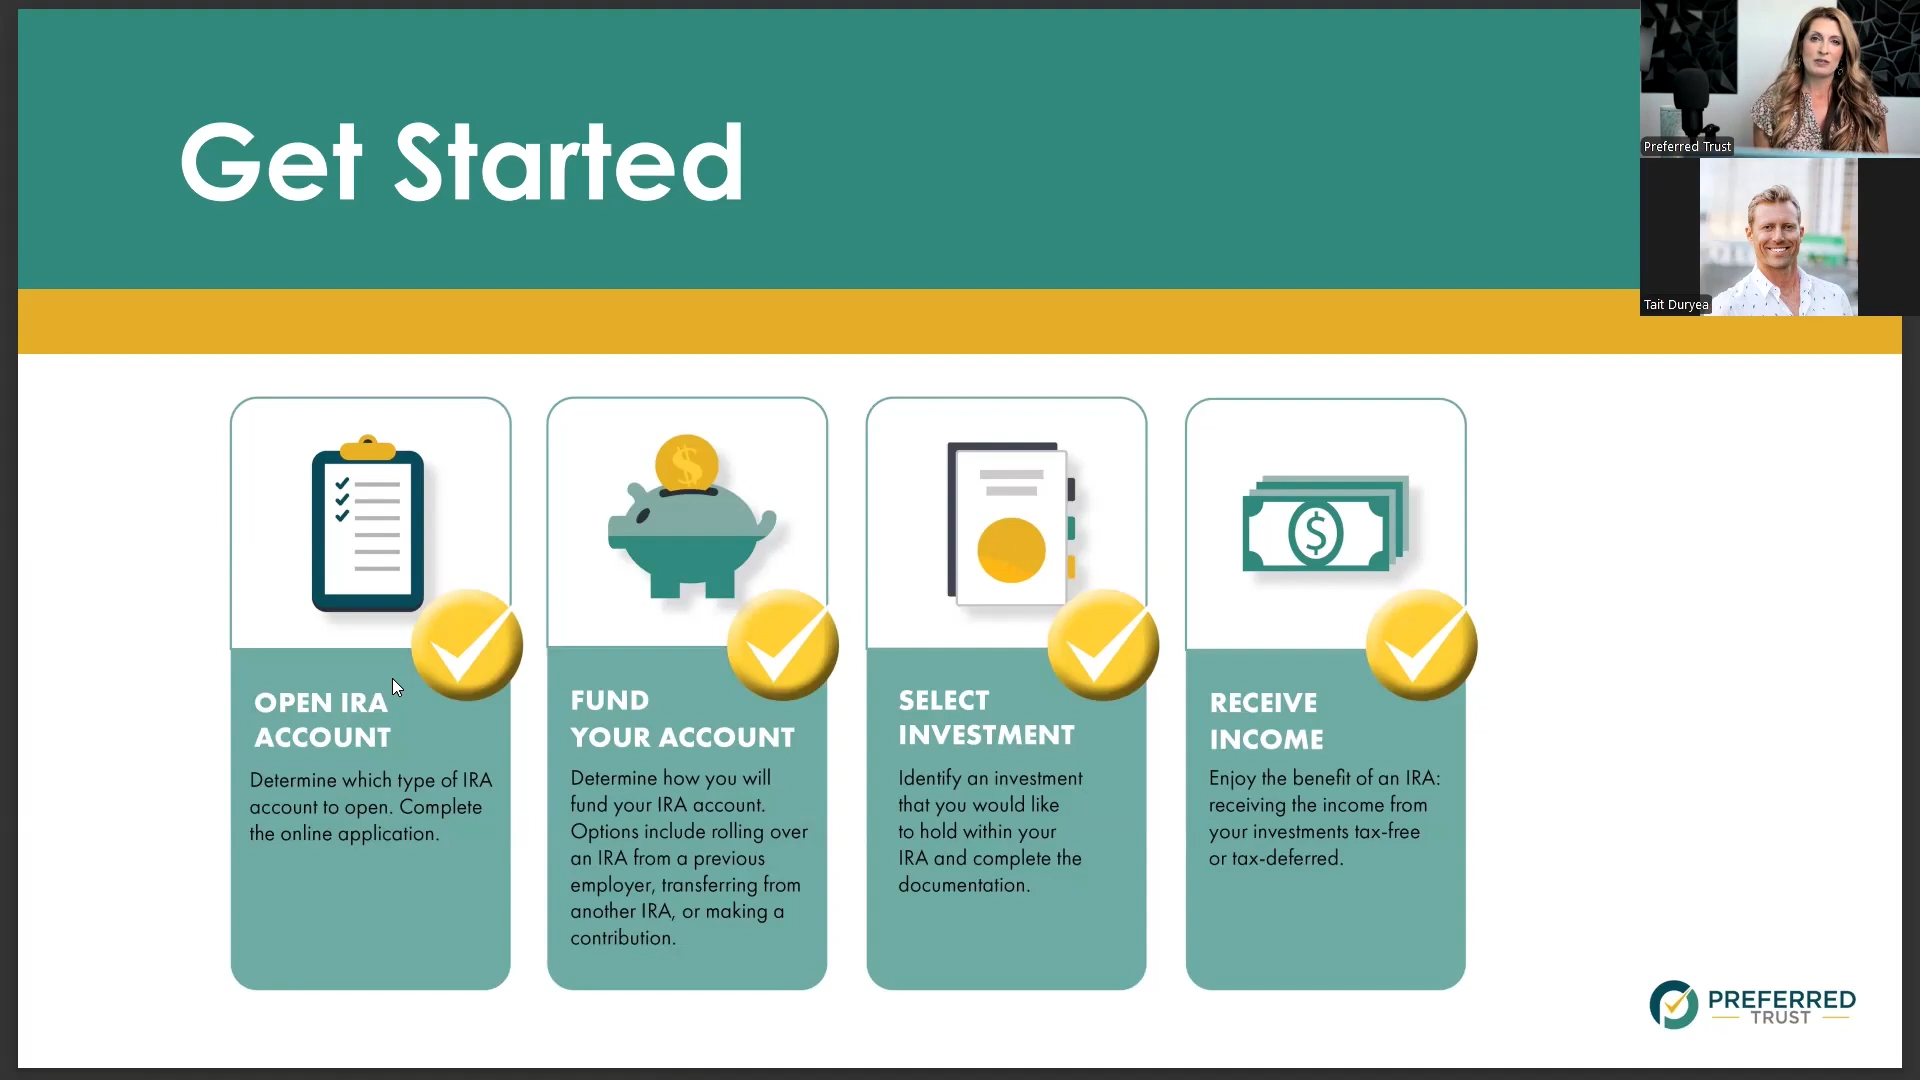 Get Started
Preferred Trust
Tait Duryea
OPEN IRA
ACCOUNT
Determine which type of IRA
account to open. Complete
the online application.
FUND
YOUR ACCOUNT
Determine how you will
fund your IRA account.
Options include rolling over
an IRA from a previous
employer, transferring from
another IRA, or making a
contribution.
SELECT
INVESTMENT
Identify an investment
that you would like
to hold within your
IRA and complete the
documentation.
RECEIVE
INCOME
Enjoy the benefit of an IRA:
receiving the income from
your investments tax-free
or tax-deferred.
PREFERRED
TRUST